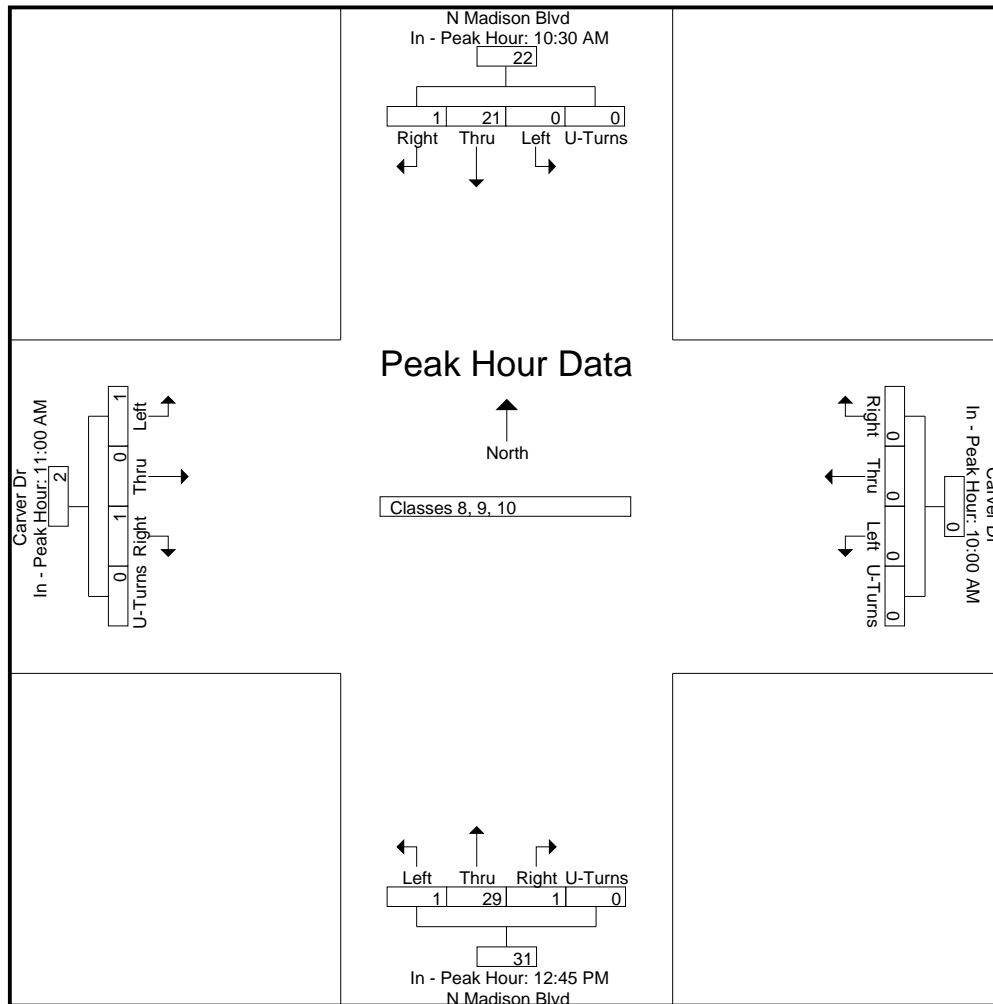 N Madison Blvd
In - Peak Hour: 10:30 AM
22
1 21 0 0
Right Thru Left U-Turns
Peak Hour Data
North
Classes 8, 9, 10
Carver Dr
In - Peak Hour: 11:00 AM
2
1 0 1 0
Left Thru Right U-Turns
Carver Dr
In - Peak Hour: 10:00 AM
0
0 0 0 0
Right Thru Left U-Turns
Left Thru Right U-Turns
1 29 1 0
31
In - Peak Hour: 12:45 PM
N Madison Blvd